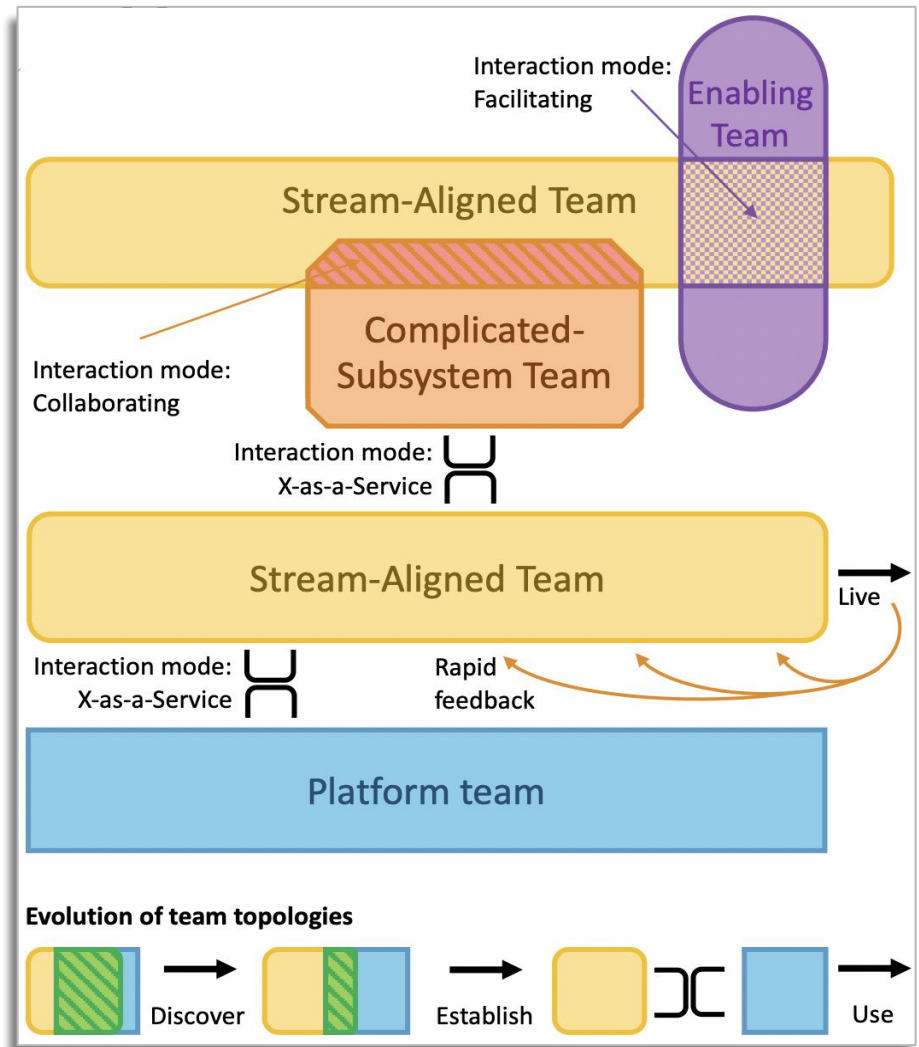 Interaction mode:
Facilitating
Enabling
Team
Stream-Aligned Team
Complicated-
Subsystem Team
Interaction mode:
Collaborating
Interaction mode:
X-as-a-Service
Stream-Aligned Team
Live
Interaction mode:
X-as-a-Service
Rapid
feedback
Platform team
Evolution of team topologies
Discover
Establish
Use